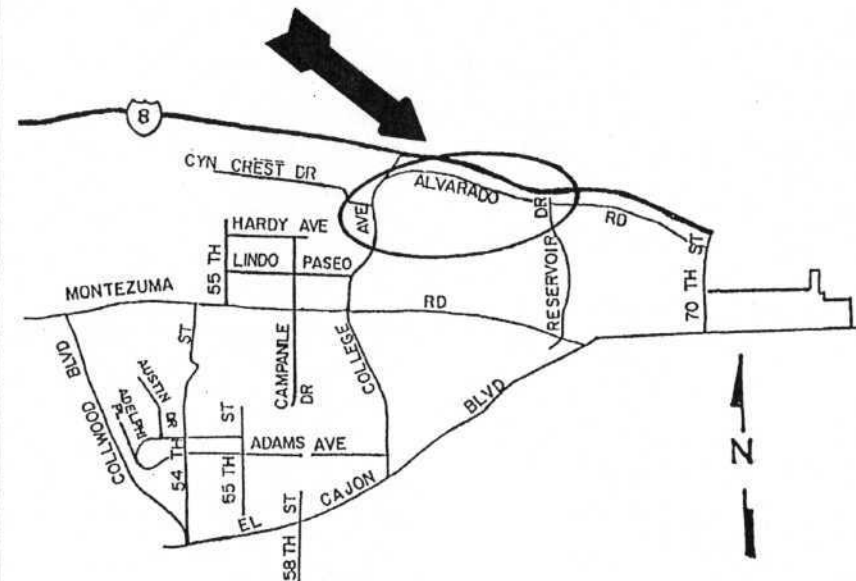 8
CYN CREST DR
ALVARADO
RD
AVE
DR
HARDY AVE
LINDO PASEO
55 TH
ST
MONTEZUMA
RD
RESERVOIR
70 TH
COLLEGE
CAMPANILE
DR
ST
BLVD
COLLWOOD
BLVD
AUSTIN
DR
ADELPHI
PL
54 TH
ST
55 TH
ADAMS AVE
EL CAJON
58 TH
ST
N